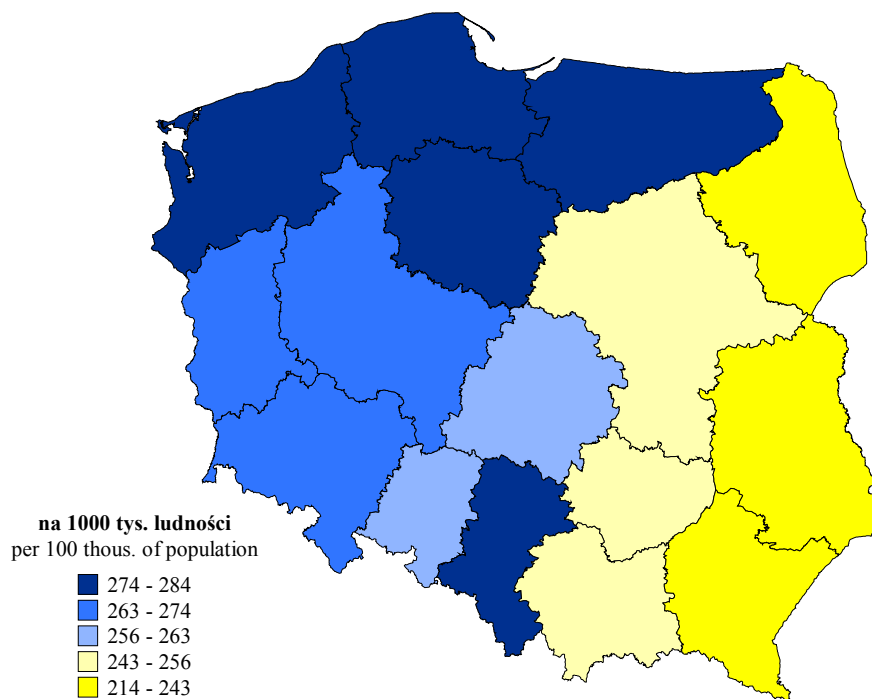 na 1000 tys. ludności
per 100 thous. of population
274 - 284
263 - 274
256 - 263
243 - 256
214 - 243